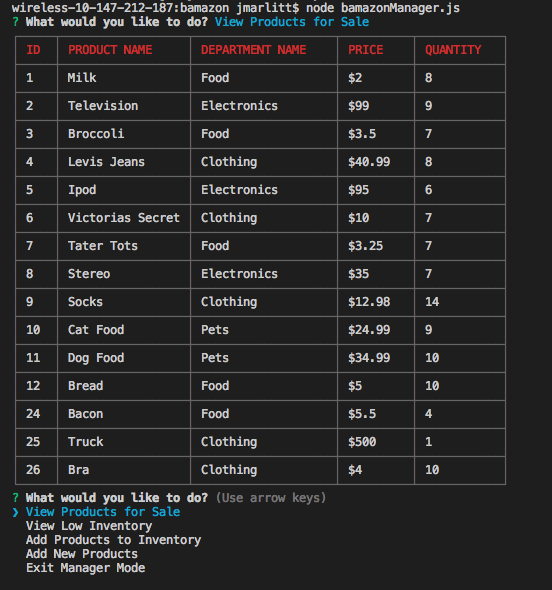 wireless-10-147-212-187:bamazon jmarlitt$ node bamazonManager.js
? What would you like to do? View Products for Sale
ID PRODUCT NAME DEPARTMENT NAME PRICE QUANTITY
1 Milk Food $2 8
2 Television Electronics $99 9
3 Broccoli Food $3.5 7
4 Levis Jeans Clothing $40.99 8
5 Ipod Electronics $95 6
6 Victorias Secret Clothing $10 7
7 Tater Tots Food $3.25 7
8 Stereo Electronics $35 7
9 Socks Clothing $12.98 14
10 Cat Food Pets $24.99 9
11 Dog Food Pets $34.99 10
12 Bread Food $5 10
24 Bacon Food $5.5 4
25 Truck Clothing $500 1
26 Bra Clothing $4 10
? What would you like to do? (Use arrow keys)
❯ View Products for Sale
View Low Inventory
Add Products to Inventory
Add New Products
Exit Manager Mode